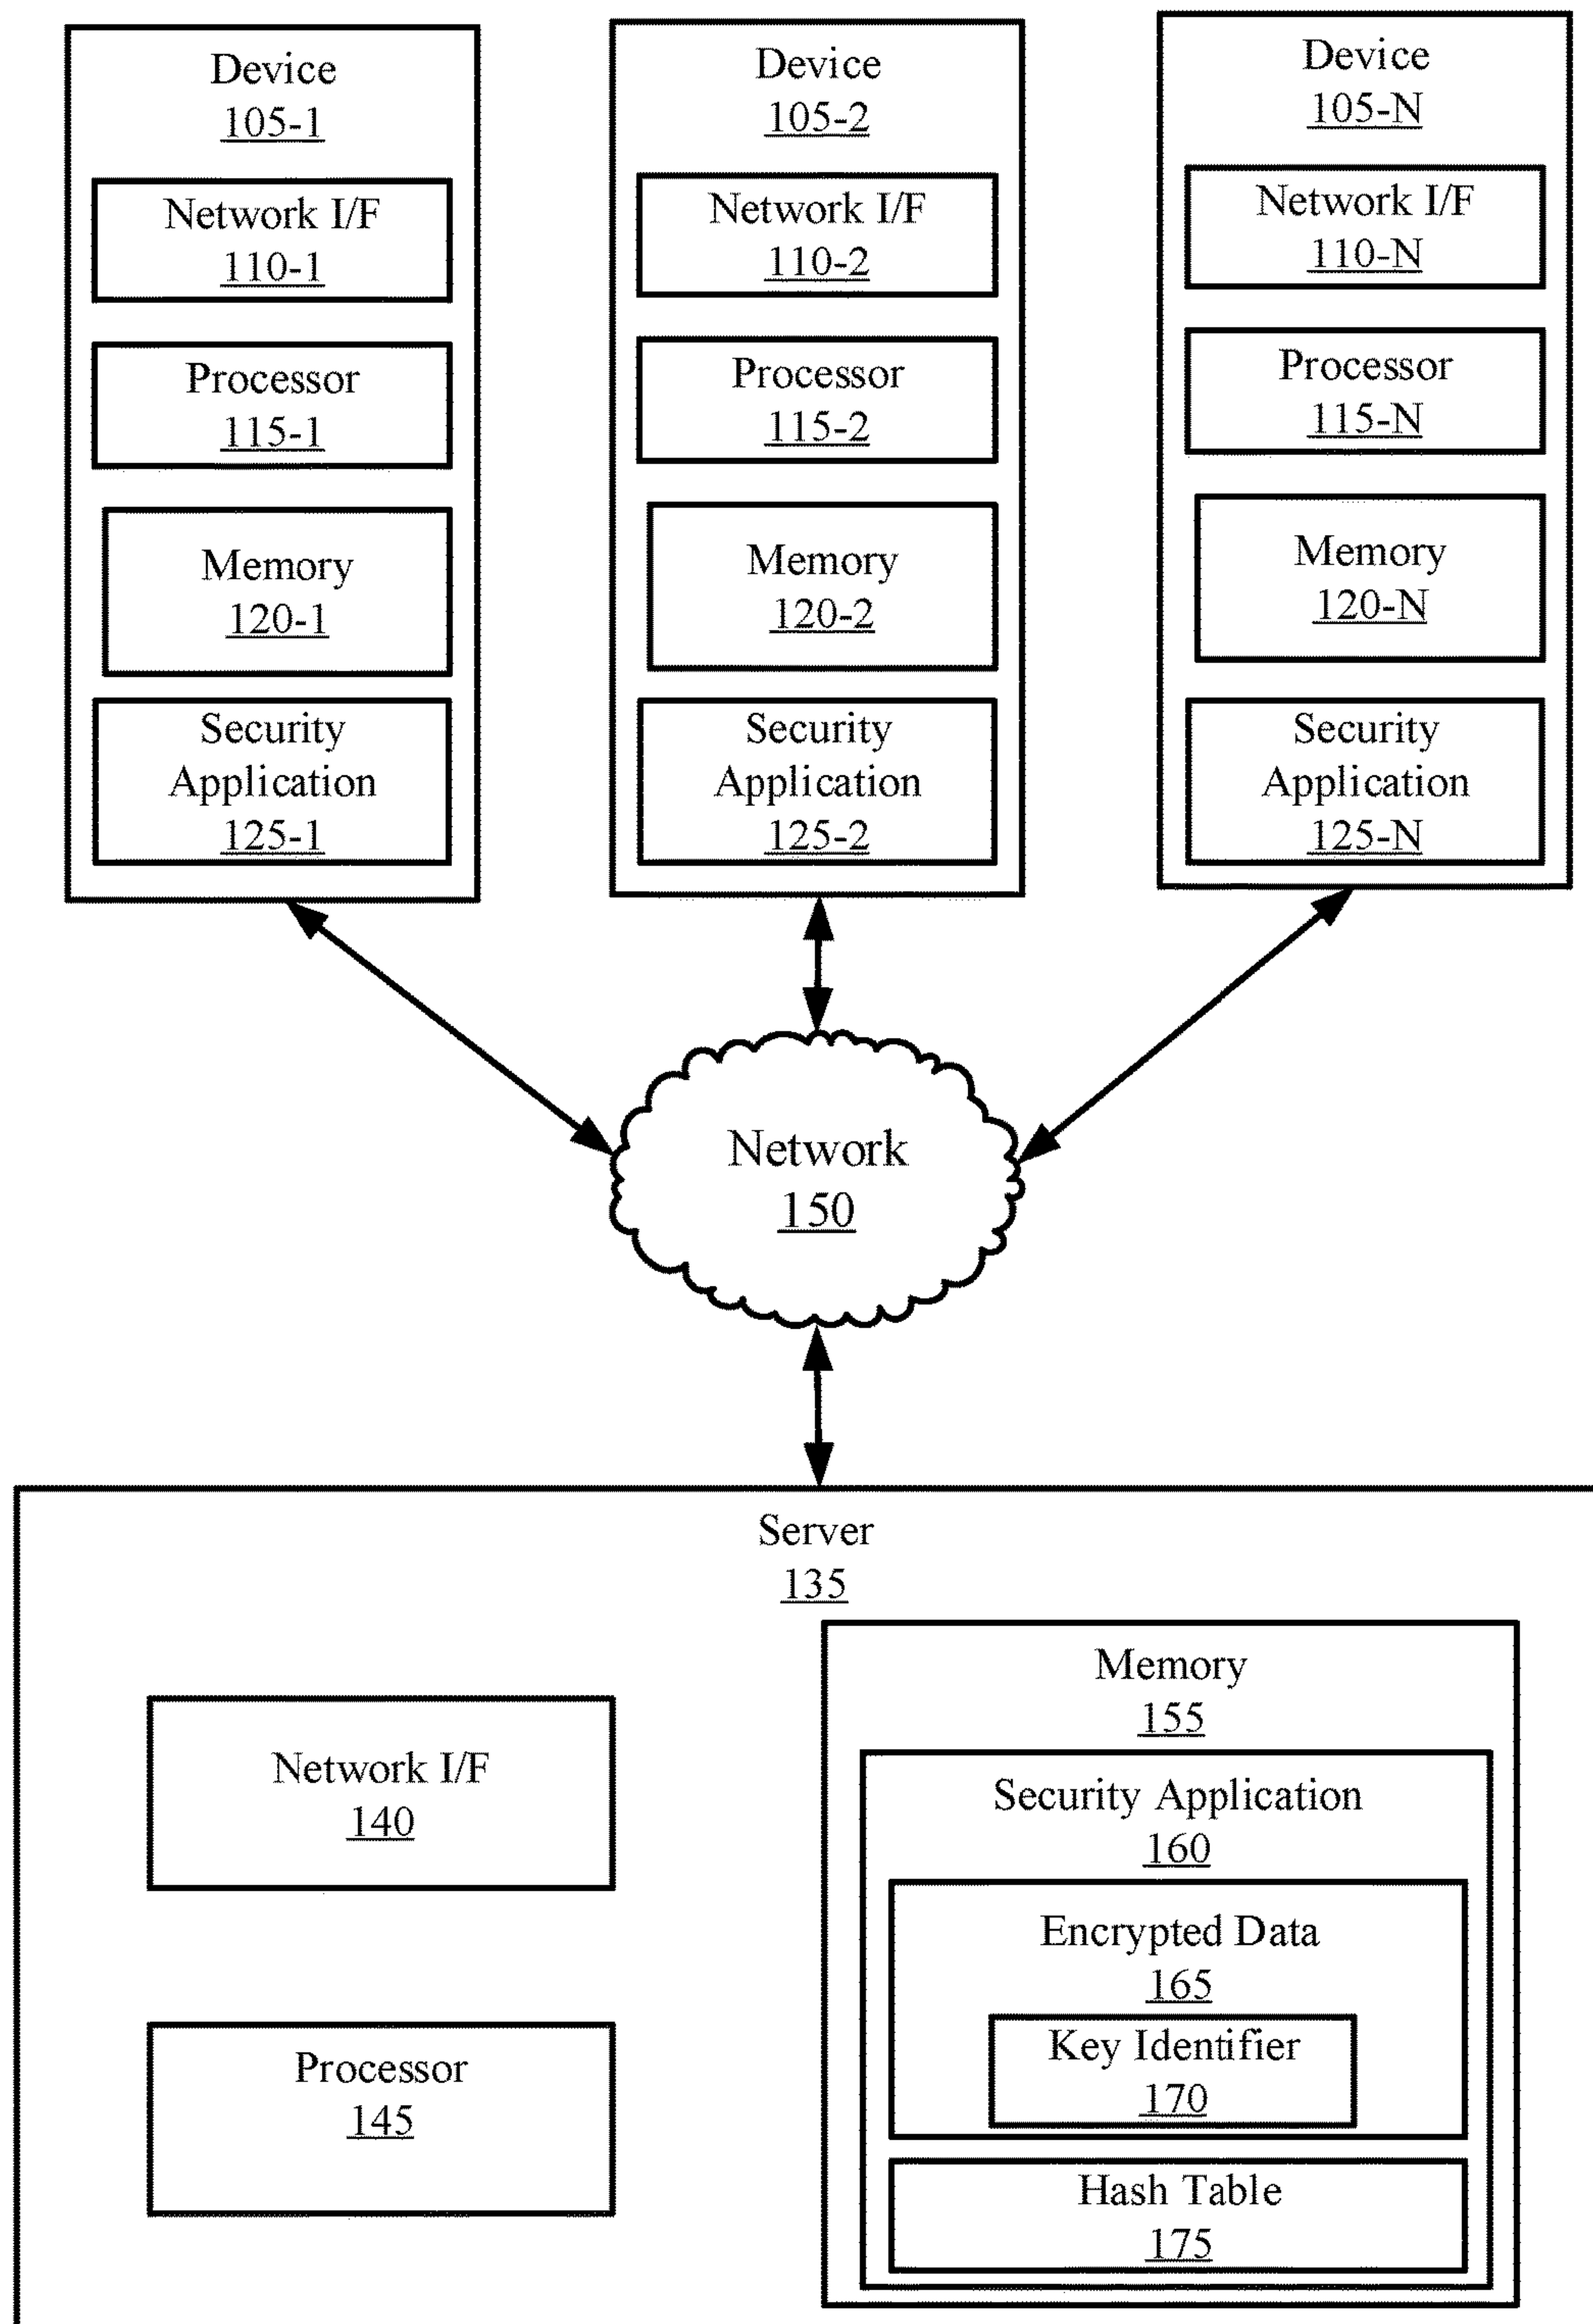 Device
105-1
Network I/F
110-1
Processor
115-1
Memory
120-1
Security
Application
125-1
Device
105-2
Network I/F
110-2
Processor
115-2
Memory
120-2
Security
Application
125-2
Device
105-N
Network I/F
110-N
Processor
115-N
Memory
120-N
Security
Application
125-N
Network
150
Server
135
Network I/F
140
Processor
145
Memory
155
Security Application
160
Encrypted Data
165
Key Identifier
170
Hash Table
175